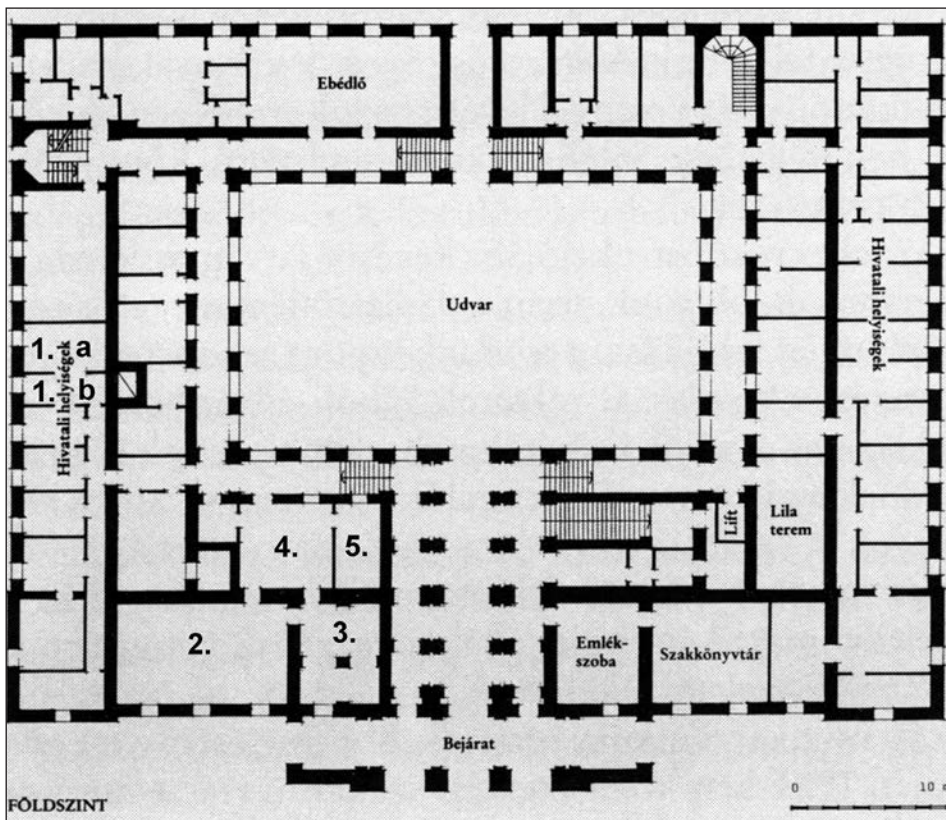 Ebédlő
Udvar
Hivatali helyiségek
1. a
1. b
Hivatali helyiségek
4.
5.
Lift
Lila
terem
2.
3.
Emlék-
szoba
Szakkönyvtár
Bejárat
FÖLDSZINT
0
10